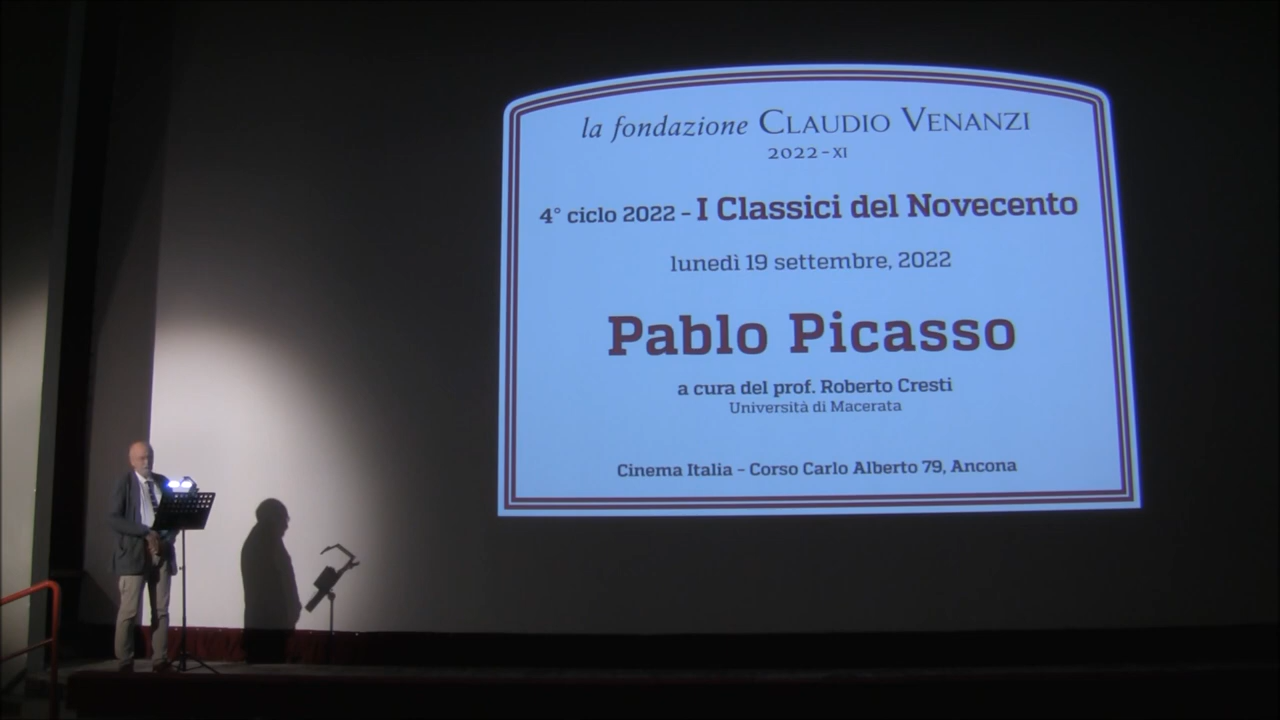 la fondazione CLAUDIO VENANZI
2022-XI
4° ciclo 2022 - I Classici del Novecento
lunedì 19 settembre, 2022
Pablo Picasso
a cura del prof. Roberto Cresti
Università di Macerata
Cinema Italia - Corso Carlo Alberto 79, Ancona